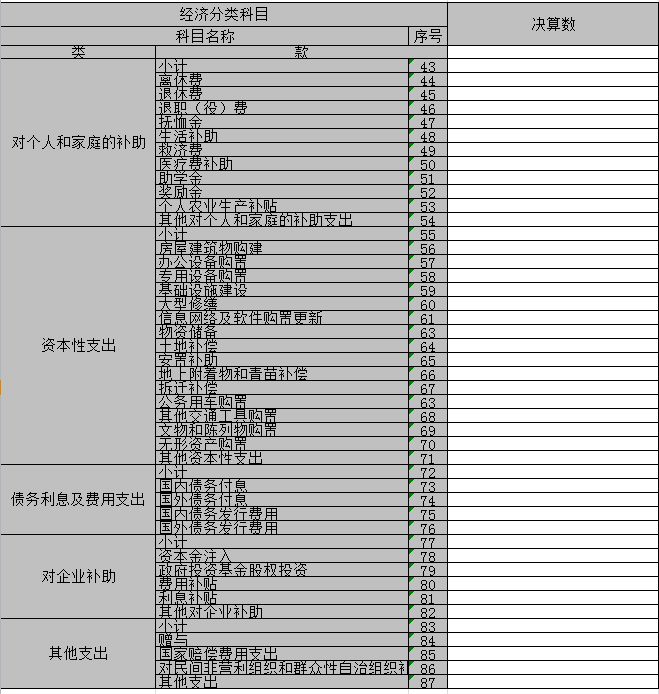 经济分类科目 决算数
科目名称 序号
类 款
小计 43
离休费 44
退休费 45
退职（役）费 46
抚恤金 47
对个人和家庭的补助 生活补助 48
救济费 49
医疗费补助 50
助学金 51
奖励金 52
个人农业生产补贴 53
其他对个人和家庭的补助支出 54
小计 55
房屋建筑物购建 56
办公设备购置 57
专用设备购置 58
基础设施建设 59
大型修缮 60
信息网络及软件购置更新 61
物资储备 63
资本性支出 土地补偿 64
安置补助 65
地上附着物和青苗补偿 66
拆迁补偿 67
公务用车购置 63
其他交通工具购置 68
文物和陈列物购置 69
无形资产购置 70
其他资本性支出 71
小计 72
国内债务付息 73
债务利息及费用支出 国外债务付息 74
国内债务发行费用 75
国外债务发行费用 76
小计 77
资本金注入 78
对企业补助 政府投资基金股权投资 79
费用补贴 80
利息补贴 81
其他对企业补助 82
小计 83
赠与 84
其他支出 国家赔偿费用支出 85
对民间非营利组织和群众性自治组织补 86
其他支出 87